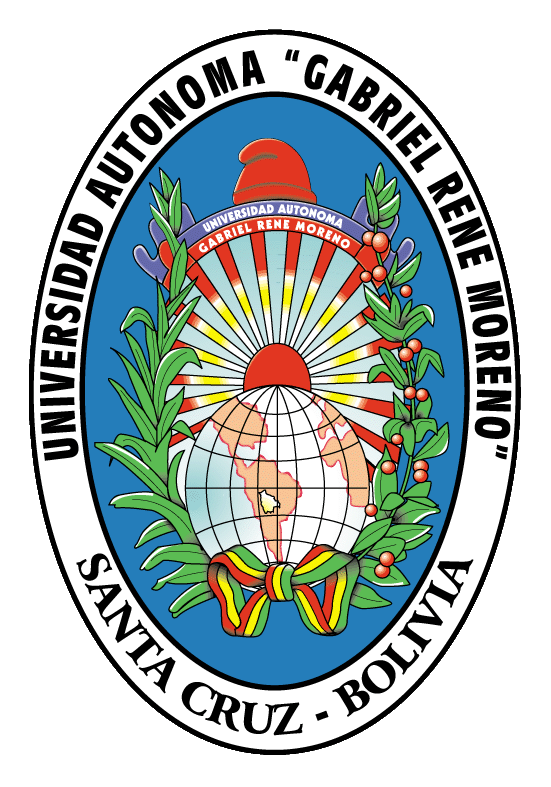 UNIVERSIDAD AUTONOMA "GABRIEL RENE MORENO"
UNIVERSIDAD AUTONOMA
GABRIEL RENE MORENO
SANTA CRUZ - BOLIVIA